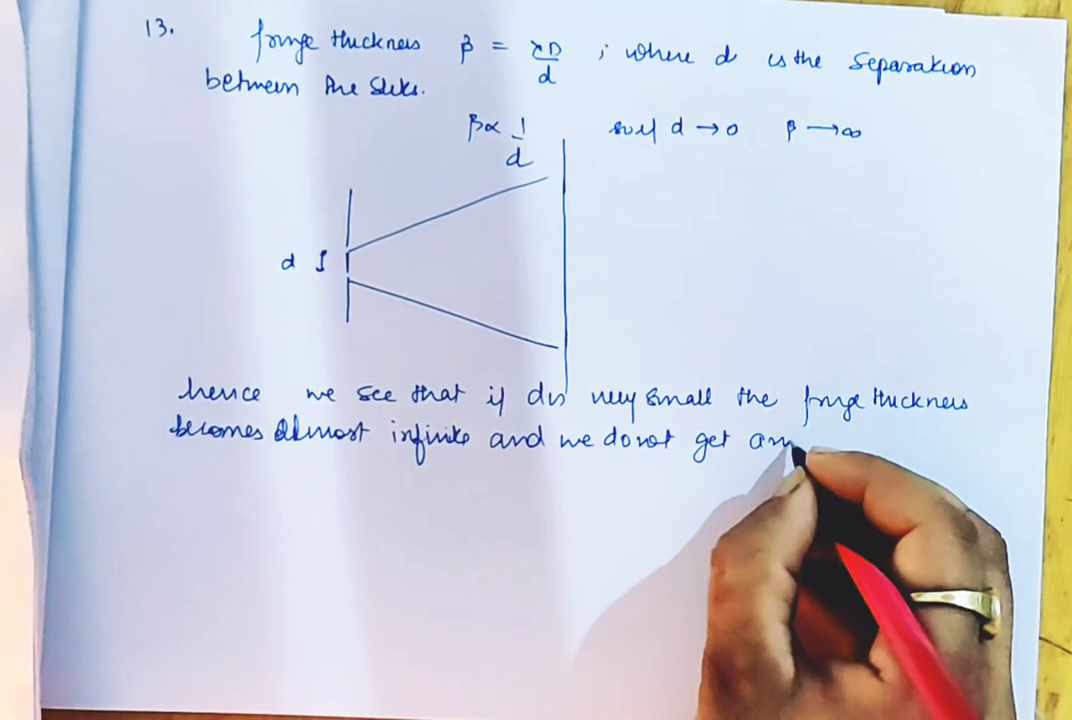 13. fringe thickness β = λD/d ; where d is the separation
between the slits.
β ∝ 1/d so if d → 0 β → ∞
d
hence we see that if d is very small the fringe thickness
becomes almost infinite and we do not get any